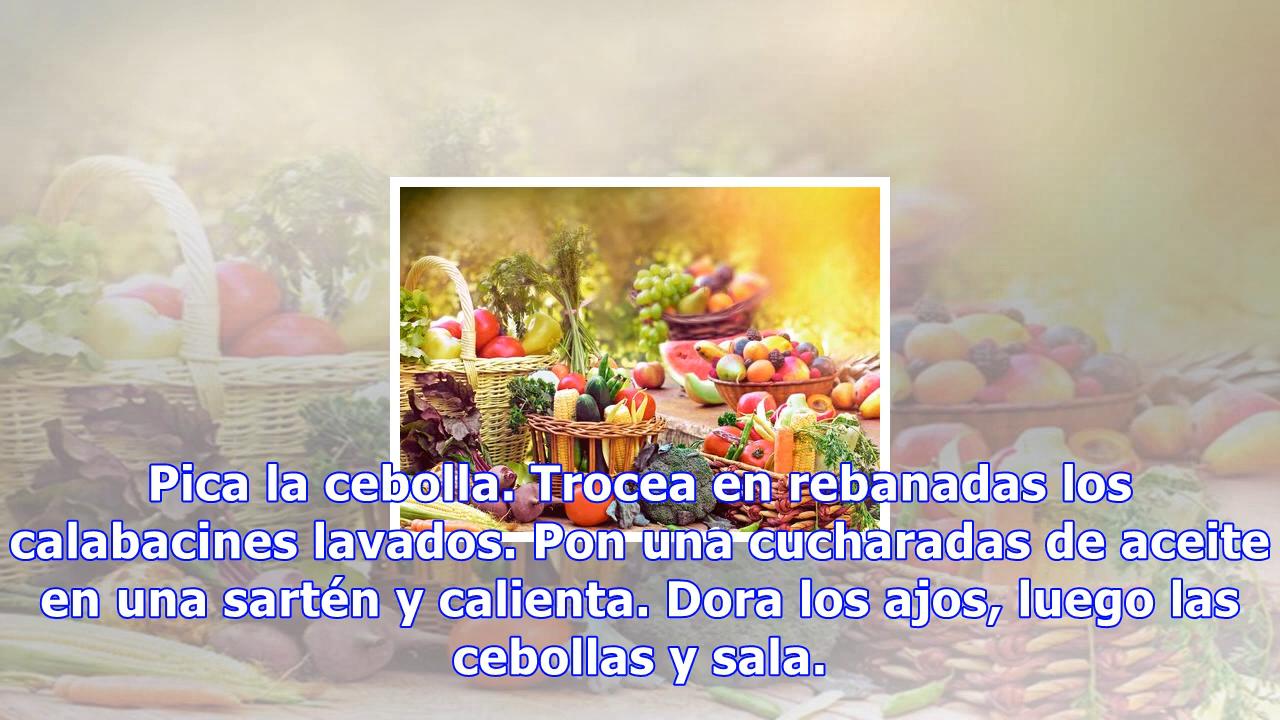 Pica la cebolla. Trocea en rebanadas los
calabacines lavados. Pon una cucharadas de aceite
en una sartén y calienta. Dora los ajos, luego las
cebollas y sala.